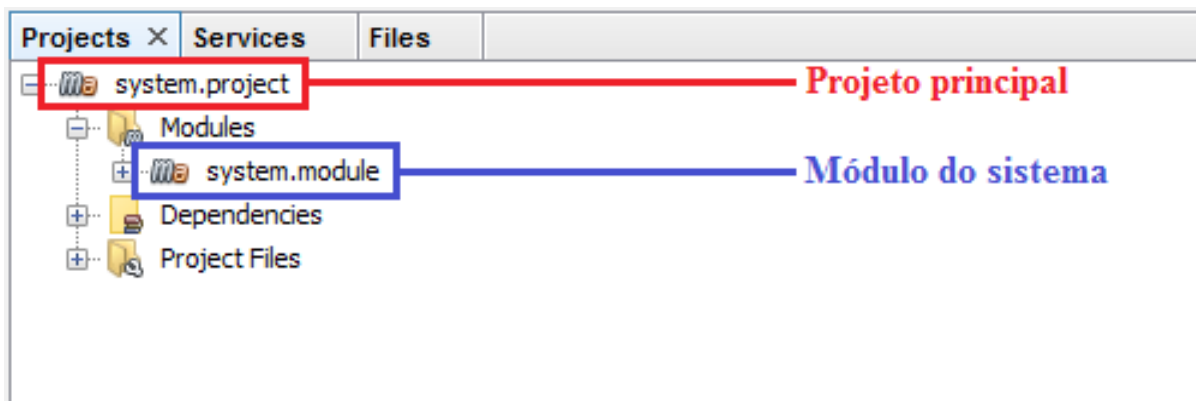 Projects Services Files
system.project Projeto principal
Modules
system.module Módulo do sistema
Dependencies
Project Files